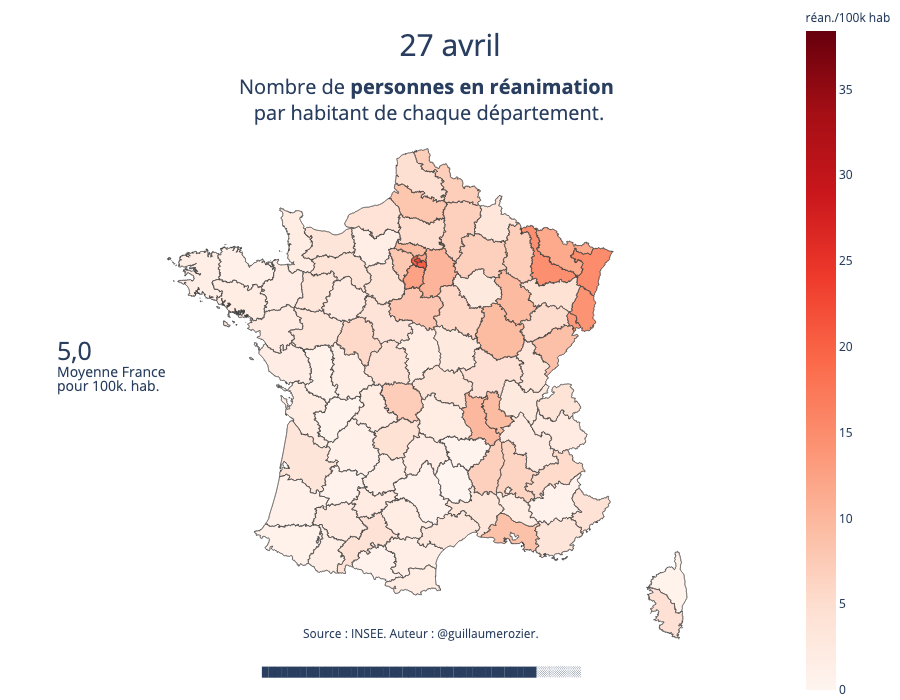 réan./100k hab
27 avril
Nombre de personnes en réanimation
par habitant de chaque département.
35
30
25
20
15
10
5
0
5,0
Moyenne France
pour 100k. hab.
Source : INSEE. Auteur : @guillaumerozier.